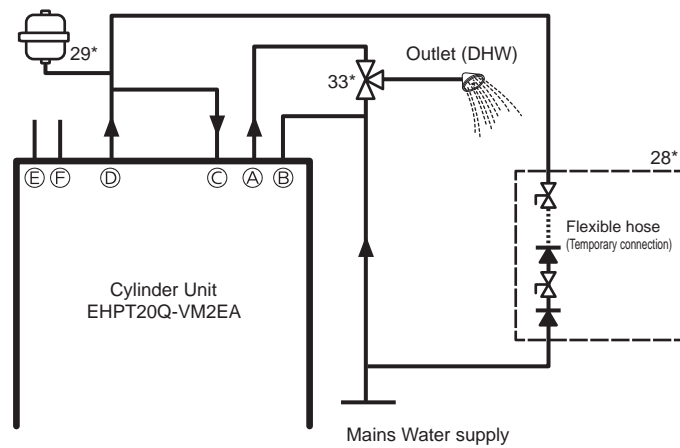 29*
Outlet (DHW)
33*
28*
Ⓔ Ⓕ Ⓓ Ⓒ Ⓐ Ⓑ
Flexible hose
(Temporary connection)
Cylinder Unit
EHPT20Q-VM2EA
Mains Water supply